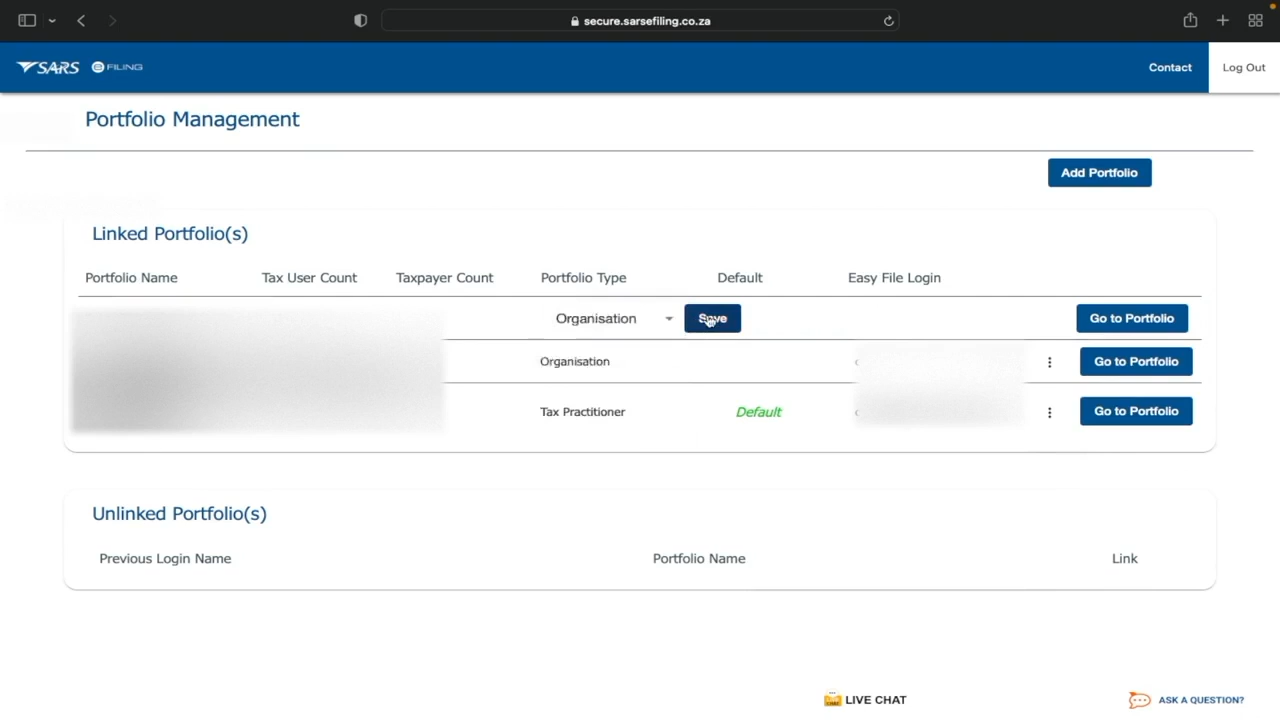 secure.sarsefiling.co.za
SARS e FILING
Contact
Log Out
Portfolio Management
Add Portfolio
Linked Portfolio(s)
Portfolio Name Tax User Count Taxpayer Count Portfolio Type Default Easy File Login
Organisation Save Go to Portfolio
Organisation Go to Portfolio
Tax Practitioner Default Go to Portfolio
Unlinked Portfolio(s)
Previous Login Name Portfolio Name Link
LIVE CHAT
ASK A QUESTION?